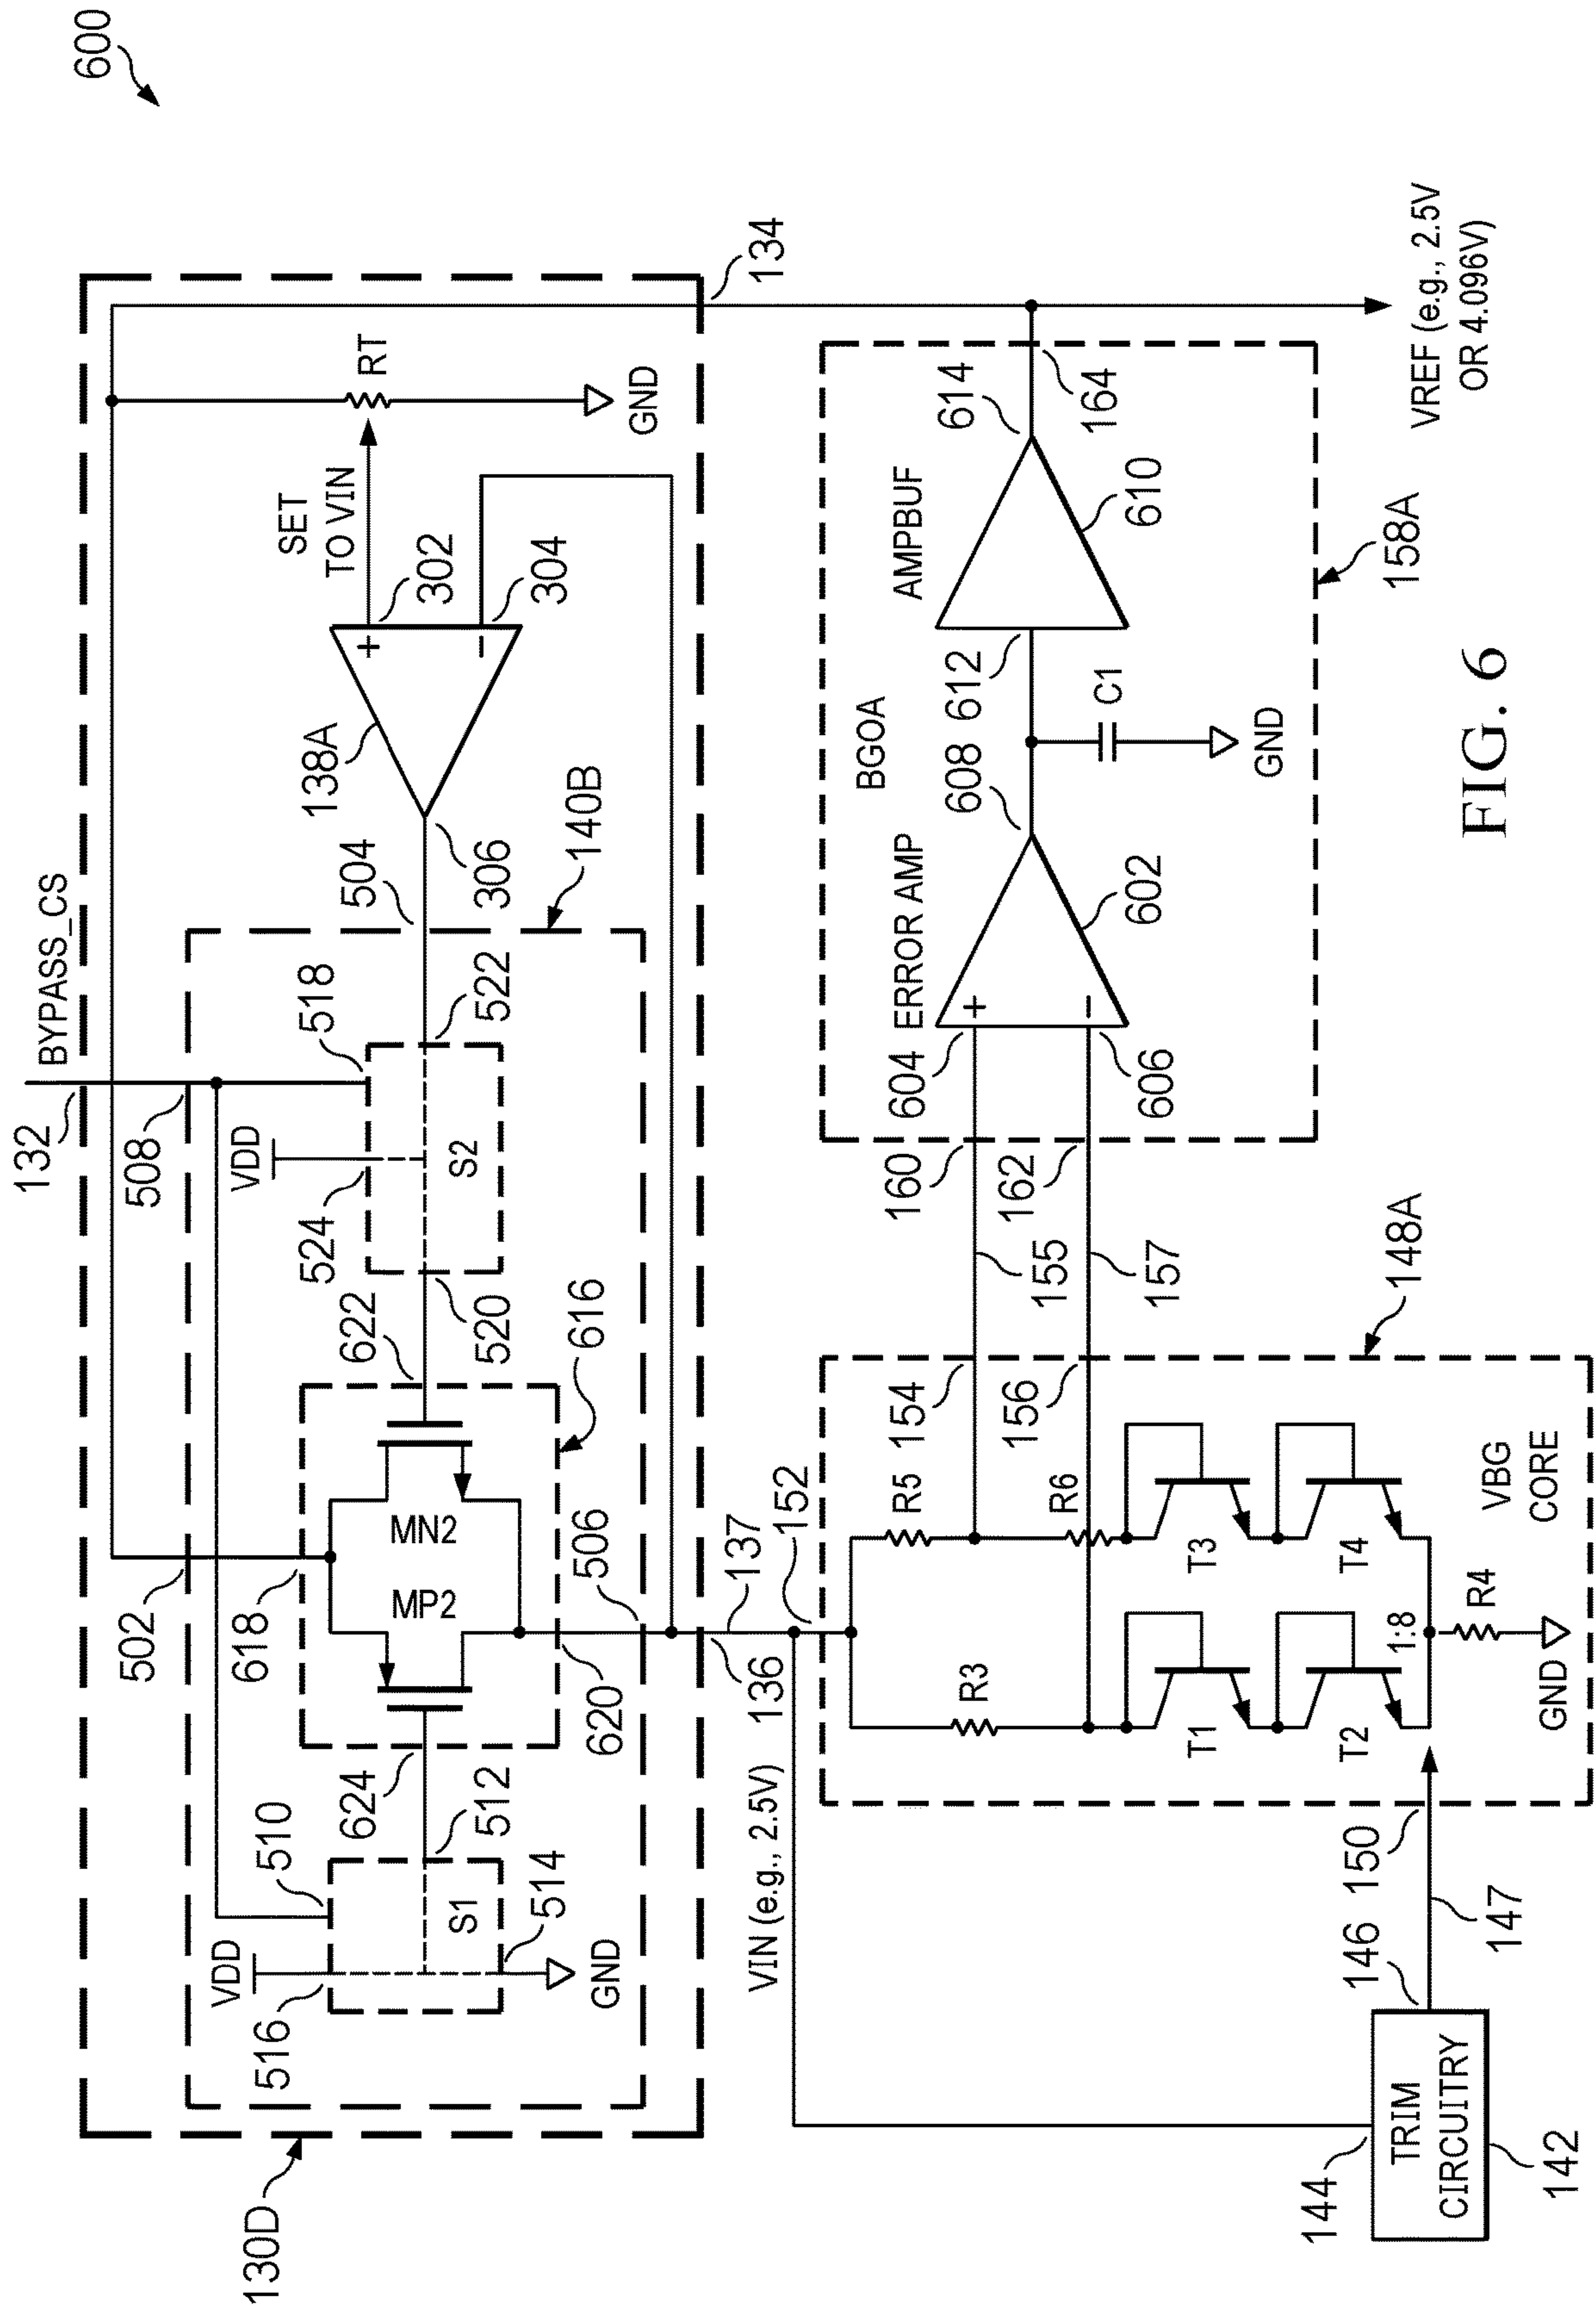 FIG. 6
600
132
BYPASS_CS
130D
508
502
VDD
VDD
516
510
618
524
518
SET
TO VIN
RT
624
622
504
138A
302
MP2
MN2
S1
S2
512
514
520
522
306
304
GND
620
616
506
140B
GND
136
137
134
VIN (e.g., 2.5V)
152
BGOA
ERROR AMP
AMPBUF
R3
R5
160
604
608
612
614
154
155
R6
162
156
157
606
602
C1
610
164
T1
T3
GND
144
146
150
T2
1:8
T4
TRIM
CIRCUITRY
147
R4
GND
VBG
CORE
148A
158A
142
VREF (e.g., 2.5V
OR 4.096V)